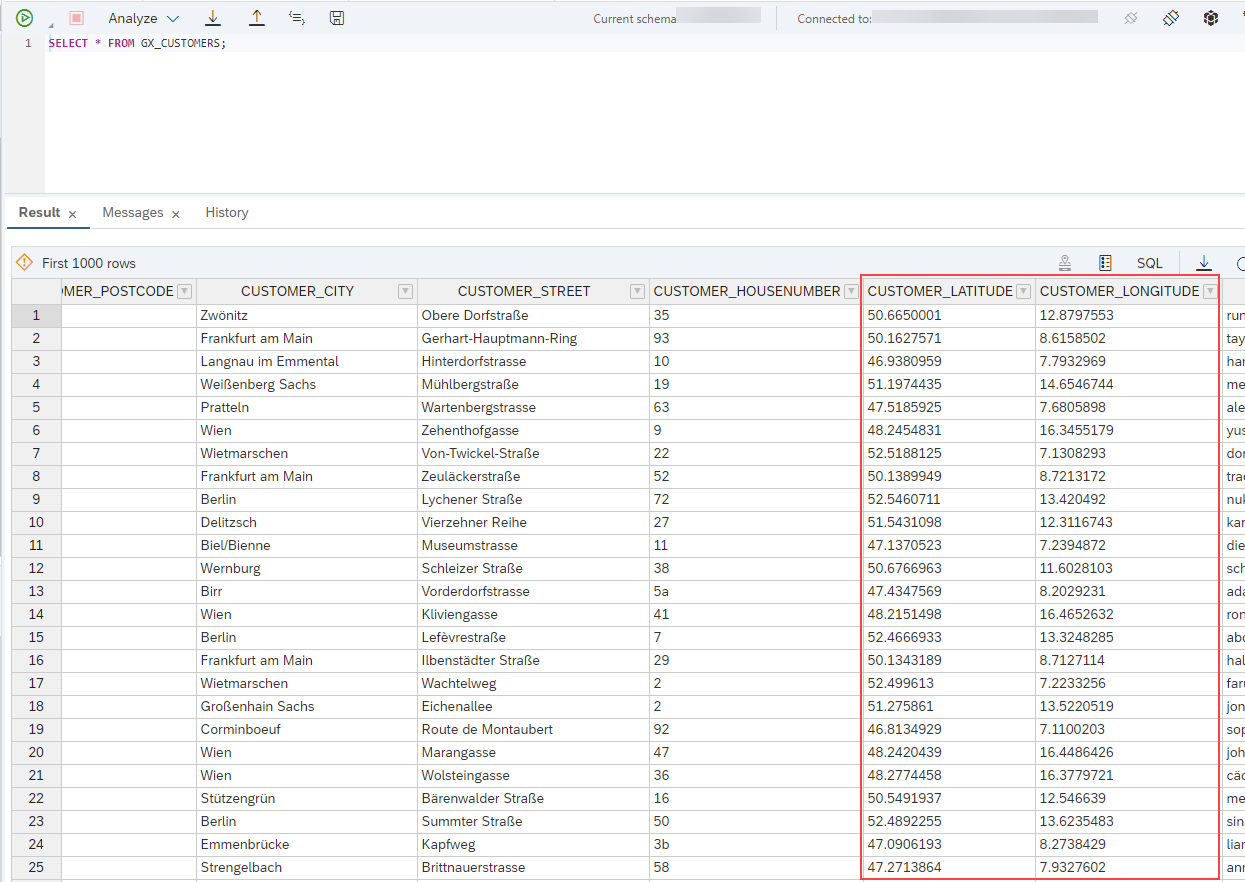 Analyze Current schema Connected to:
1 SELECT * FROM GX_CUSTOMERS;
Result × Messages × History
First 1000 rows SQL
MER_POSTCODE CUSTOMER_CITY CUSTOMER_STREET CUSTOMER_HOUSENUMBER CUSTOMER_LATITUDE CUSTOMER_LONGITUDE
1 Zwönitz Obere Dorfstraße 35 50.6650001 12.8797553 run
2 Frankfurt am Main Gerhart-Hauptmann-Ring 93 50.1627571 8.6158502 tay
3 Langnau im Emmental Hinterdorfstrasse 10 46.9380959 7.7932969 har
4 Weißenberg Sachs Mühlbergstraße 19 51.1974435 14.6546744 me
5 Pratteln Wartenbergstrasse 63 47.5185925 7.6805898 ale
6 Wien Zehenthofgasse 9 48.2454831 16.3455179 yus
7 Wietmarschen Von-Twickel-Straße 22 52.5188125 7.1308293 dor
8 Frankfurt am Main Zeuläckerstraße 52 50.1389949 8.7213172 trac
9 Berlin Lychener Straße 72 52.5460711 13.420492 nuk
10 Delitzsch Vierzehner Reihe 27 51.5431098 12.3116743 kar
11 Biel/Bienne Museumstrasse 11 47.1370523 7.2394872 die
12 Wernburg Schleizer Straße 38 50.6766963 11.6028103 sch
13 Birr Vorderdorfstrasse 5a 47.4347569 8.2029231 ada
14 Wien Kliviengasse 41 48.2151498 16.4652632 ron
15 Berlin Lefèvrestraße 7 52.4666933 13.3248285 abo
16 Frankfurt am Main Ilbenstädter Straße 29 50.1343189 8.7127114 hal
17 Wietmarschen Wachtelweg 2 52.499613 7.2233256 faru
18 Großenhain Sachs Eichenallee 2 51.275861 13.5220519 jon
19 Corminboeuf Route de Montaubert 92 46.8134929 7.1100203 sop
20 Wien Marangasse 47 48.2420439 16.4486426 joh
21 Wien Wolsteingasse 36 48.2774458 16.3779721 cäc
22 Stützengrün Bärenwalder Straße 16 50.5491937 12.546639 me
23 Berlin Summter Straße 50 52.4892255 13.6235483 sin
24 Emmenbrücke Kapfweg 3b 47.0906193 8.2738429 lian
25 Strengelbach Brittnauerstrasse 58 47.2713864 7.9327602 ann